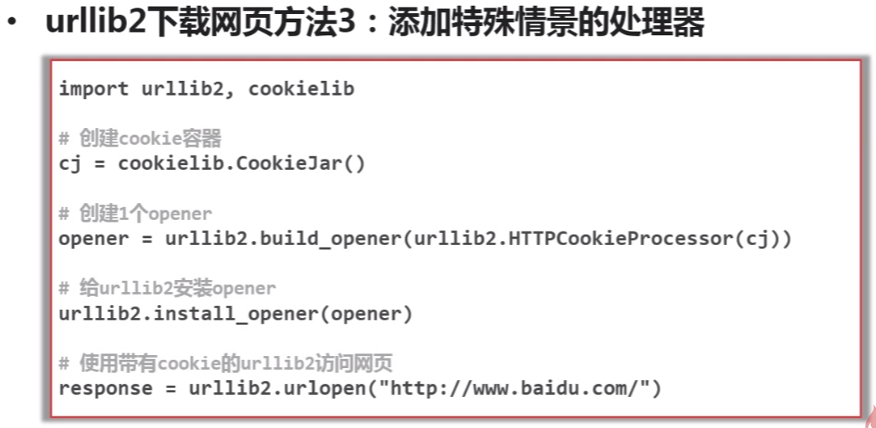 • urllib2下载网页方法3：添加特殊情景的处理器
import urllib2, cookielib
# 创建cookie容器
cj = cookielib.CookieJar()
# 创建1个opener
opener = urllib2.build_opener(urllib2.HTTPCookieProcessor(cj))
# 给urllib2安装opener
urllib2.install_opener(opener)
# 使用带有cookie的urllib2访问网页
response = urllib2.urlopen("http://www.baidu.com/")